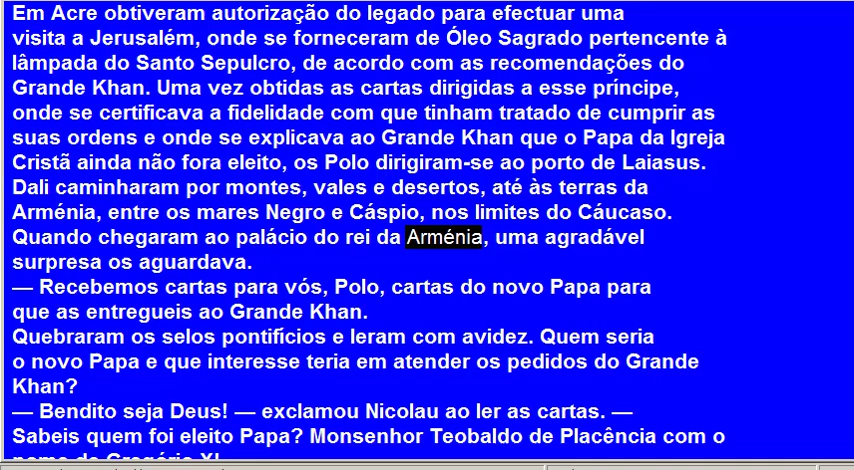 Em Acre obtiveram autorização do legado para efectuar uma
visita a Jerusalém, onde se forneceram de Óleo Sagrado pertencente à
lâmpada do Santo Sepulcro, de acordo com as recomendações do
Grande Khan. Uma vez obtidas as cartas dirigidas a esse príncipe,
onde se certificava a fidelidade com que tinham tratado de cumprir as
suas ordens e onde se explicava ao Grande Khan que o Papa da Igreja
Cristã ainda não fora eleito, os Polo dirigiram-se ao porto de Laiasus.
Dali caminharam por montes, vales e desertos, até às terras da
Arménia, entre os mares Negro e Cáspio, nos limites do Cáucaso.
Quando chegaram ao palácio do rei da Arménia, uma agradável
surpresa os aguardava.
— Recebemos cartas para vós, Polo, cartas do novo Papa para
que as entregueis ao Grande Khan.
Quebraram os selos pontifícios e leram com avidez. Quem seria
o novo Papa e que interesse teria em atender os pedidos do Grande
Khan?
— Bendito seja Deus! — exclamou Nicolau ao ler as cartas. —
Sabeis quem foi eleito Papa? Monsenhor Teobaldo de Placência com o
nome de Gregório X!